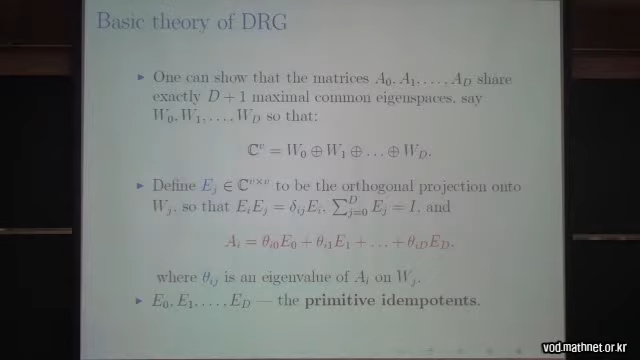 Basic theory of DRG
▸ One can show that the matrices A₀, A₁, . . . , A_D share
exactly D + 1 maximal common eigenspaces, say
W₀, W₁, . . . , W_D so that:
ℂᵛ = W₀ ⊕ W₁ ⊕ . . . ⊕ W_D.
▸ Define E_j ∈ ℂ^{v×v} to be the orthogonal projection onto
W_j, so that E_iE_j = δ_{ij}E_i, ∑_{j=0}^{D} E_j = I, and
A_i = θ_{i0}E₀ + θ_{i1}E₁ + . . . + θ_{iD}E_D.
where θ_{ij} is an eigenvalue of A_i on W_j.
▸ E₀, E₁, . . . , E_D — the primitive idempotents.
vod.mathnet.or.kr